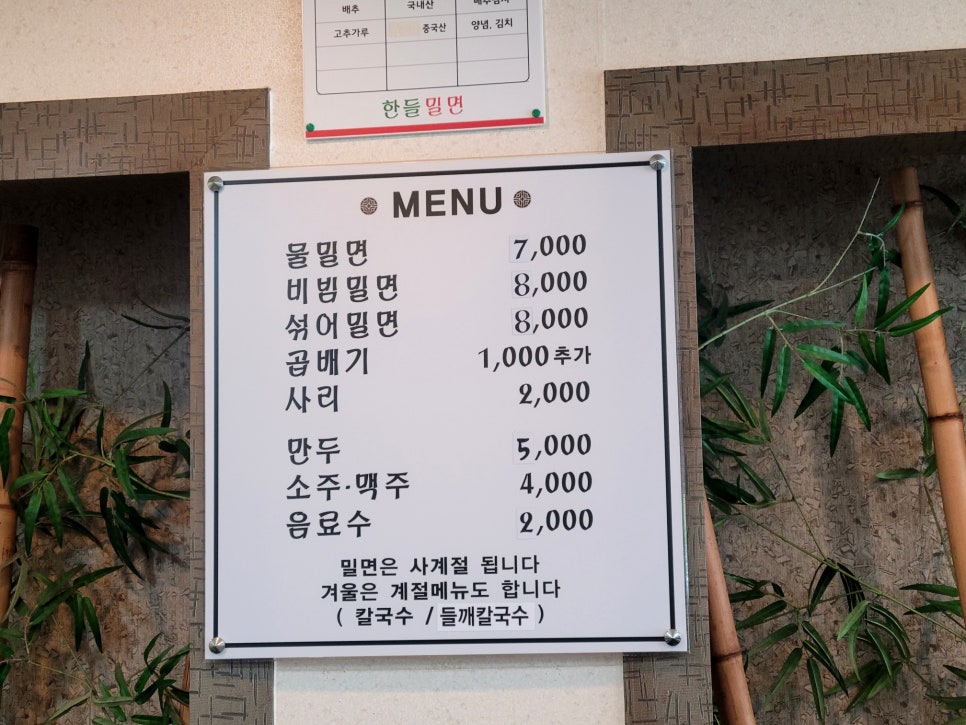 배추 국내산
고추가루 중국산 양념, 김치
한들밀면
MENU
물밀면 7,000
비빔밀면 8,000
섞어밀면 8,000
곱배기 1,000 추가
사리 2,000
만두 5,000
소주·맥주 4,000
음료수 2,000
밀면은 사계절 됩니다
겨울은 계절메뉴도 합니다
( 칼국수 / 들깨칼국수 )